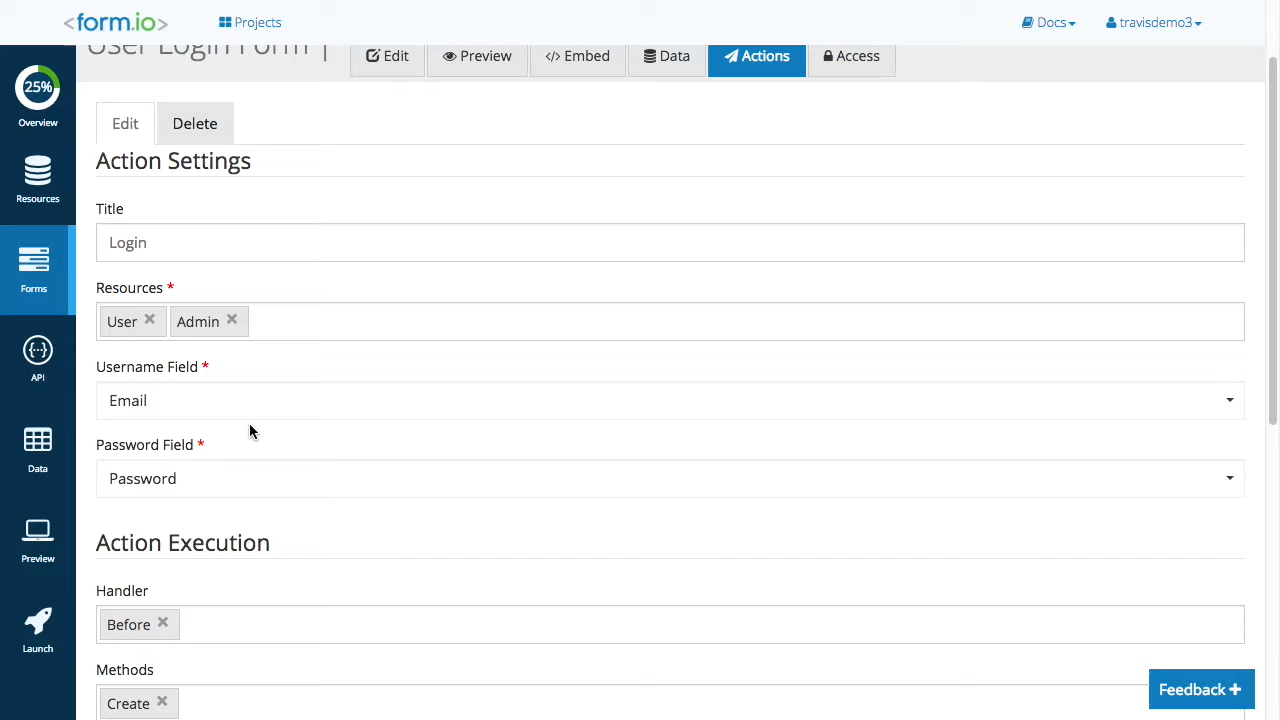 <form.io>
Projects
Docs
travisdemo3
User Login Form |
Edit
Preview
</> Embed
Data
Actions
Access
25%
Overview
Resources
Forms
API
Data
Preview
Launch
Edit
Delete
Action Settings
Title
Login
Resources *
User ×
Admin ×
Username Field *
Email
Password Field *
Password
Action Execution
Handler
Before ×
Methods
Create ×
Feedback +